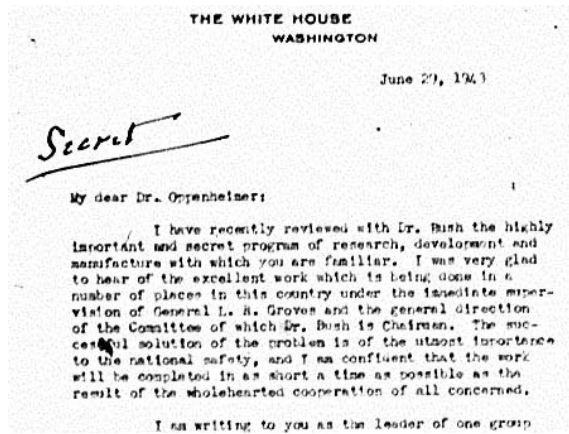 THE WHITE HOUSE
WASHINGTON
June 29, 1943
Secret
My dear Dr. Oppenheimer:
I have recently reviewed with Dr. Bush the highly
important and secret program of research, development and
manufacture with which you are familiar. I was very glad
to hear of the excellent work which is being done in a
number of places in this country under the immediate super-
vision of General L. R. Groves and the general direction
of the Committee of which Dr. Bush is Chairman. The suc-
cessful solution of the problem is of the utmost importance
to the national safety, and I am confident that the work
will be completed in as short a time as possible as the
result of the wholehearted cooperation of all concerned.
I am writing to you as the leader of one group